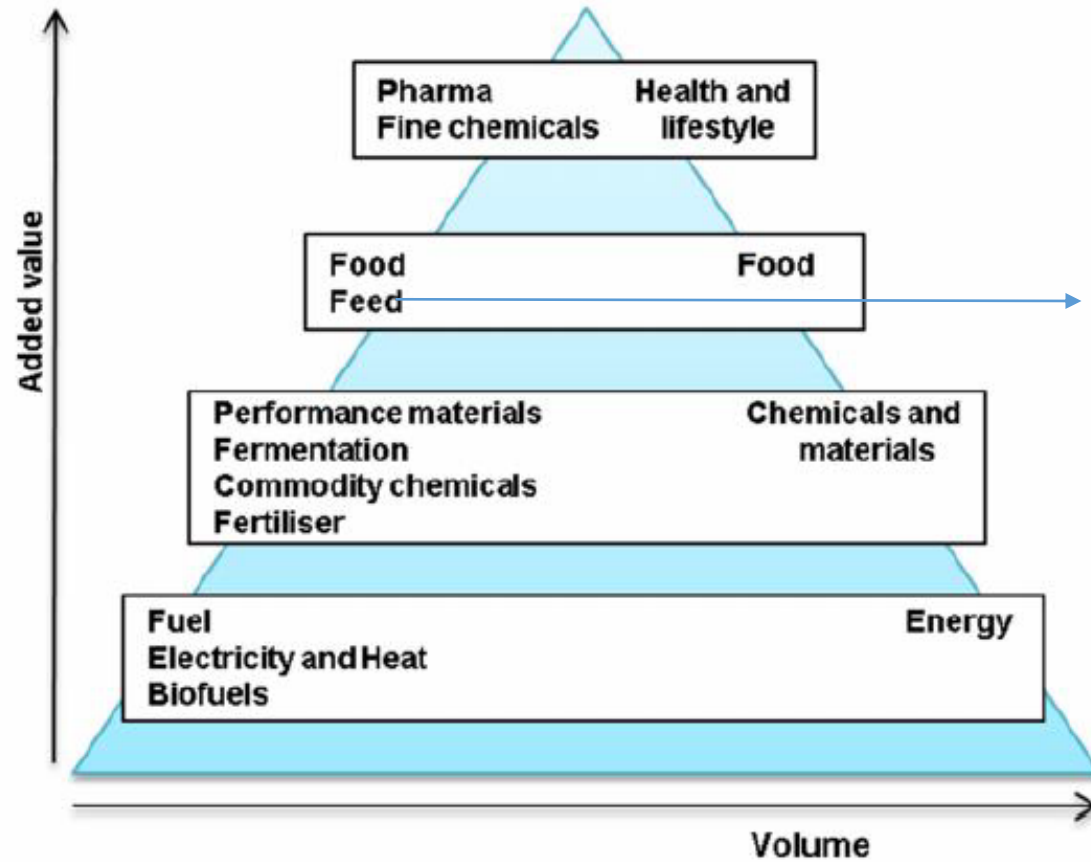 Added value
Pharma
Fine chemicals
Health and
lifestyle
Food
Feed
Food
Performance materials
Fermentation
Commodity chemicals
Fertiliser
Chemicals and
materials
Fuel
Electricity and Heat
Biofuels
Energy
Volume